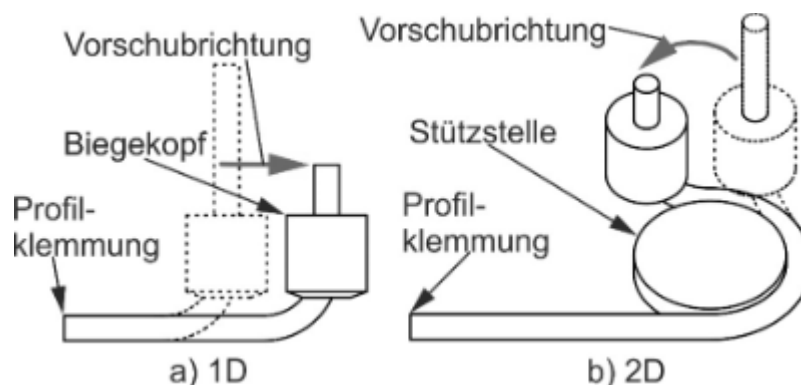 Vorschubrichtung
Biegekopf
Profil-
klemmung
a) 1D
Vorschubrichtung
Stützstelle
Profil-
klemmung
b) 2D